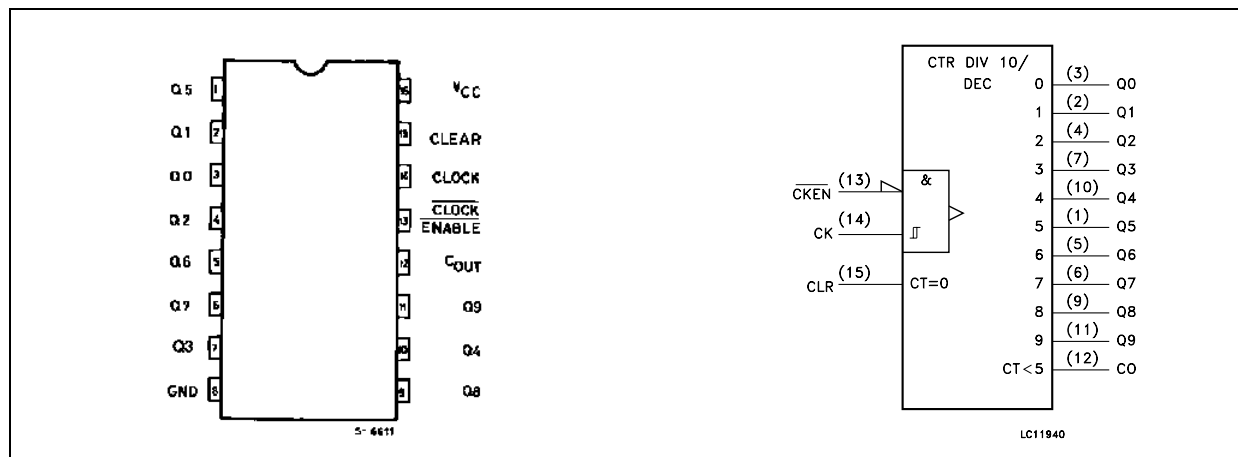 Q5 1 16 VCC
Q1 2 15 CLEAR
Q0 3 14 CLOCK
Q2 4 13 CLOCK ENABLE
Q6 5 12 COUT
Q7 6 11 Q9
Q3 7 10 Q4
GND 8 9 Q8
S-6611
CTR DIV 10/
DEC
0 (3) Q0
1 (2) Q1
2 (4) Q2
3 (7) Q3
4 (10) Q4
5 (1) Q5
6 (5) Q6
7 (6) Q7
8 (9) Q8
9 (11) Q9
CT<5 (12) CO
CKEN (13) &
CK (14)
CLR (15) CT=0
LC11940